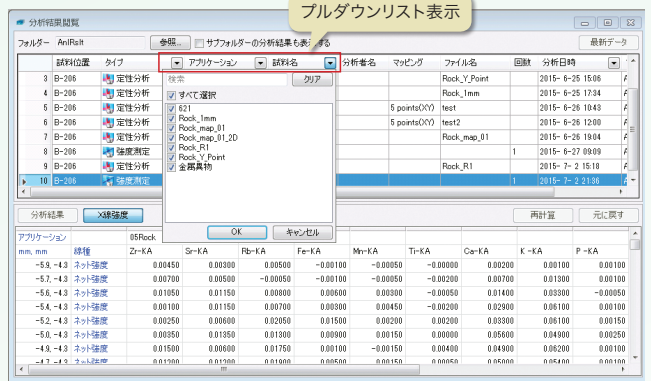 プルダウンリスト表示
分析結果閲覧
フォルダー AnlRslt 参照... サブフォルダーの分析結果も表示する 最新データ
試料位置 タイプ アプリケーション 試料名 分析者名 マッピング ファイル名 回数 分析日時
3 B-206 定性分析 Rock_Y_Point 2015- 6-25 15:06
4 B-206 定性分析 Rock_1mm 2015- 6-25 17:34
5 B-206 定性分析 5 points(XY) test 2015- 6-26 10:43
6 B-206 定性分析 5 points(XY) test2 2015- 6-26 12:00
7 B-206 定性分析 Rock_map_01 2015- 6-26 19:04
8 B-206 強度測定 1 2015- 6-27 09:09
9 B-206 定性分析 Rock_R1 2015- 7- 2 15:18
10 B-206 強度測定 1 2015- 7- 2 21:36
検索 クリア
すべて選択
621
Rock_1mm
Rock_map_01
Rock_map_01_2D
Rock_R1
Rock_Y_Point
金属異物
OK キャンセル
分析結果 X線強度 再計算 元に戻す
アプリケーション 05Rock
mm, mm 線種 Zr-KA Sr-KA Rb-KA Fe-KA Mn-KA Ti-KA Ca-KA K -KA P -KA
-5.9, -4.3 ネット強度 0.00450 0.00300 0.00500 -0.00100 -0.00050 -0.00000 0.00200 0.00100 0.00100
-5.7, -4.3 ネット強度 0.00700 0.00500 -0.00000 -0.00300 0.00050 -0.00200 0.00700 0.01300 0.00100
-5.6, -4.3 ネット強度 0.01050 0.01150 0.00800 0.00600 0.00300 -0.00050 0.01400 0.03300 -0.00050
-5.4, -4.3 ネット強度 0.00100 0.01150 0.00700 0.00300 0.00450 -0.00200 0.02900 0.06100 0.00100
-5.2, -4.3 ネット強度 0.00250 0.00600 0.02050 0.01500 0.00200 0.00200 0.03300 0.06100 0.00150
-5.0, -4.3 ネット強度 0.00350 0.01350 0.01300 0.00900 0.00150 0.00000 0.05600 0.04900 0.00250
-4.9, -4.3 ネット強度 0.01500 0.00600 0.01750 0.00100 -0.00150 0.00400 0.04900 0.06200 0.00100